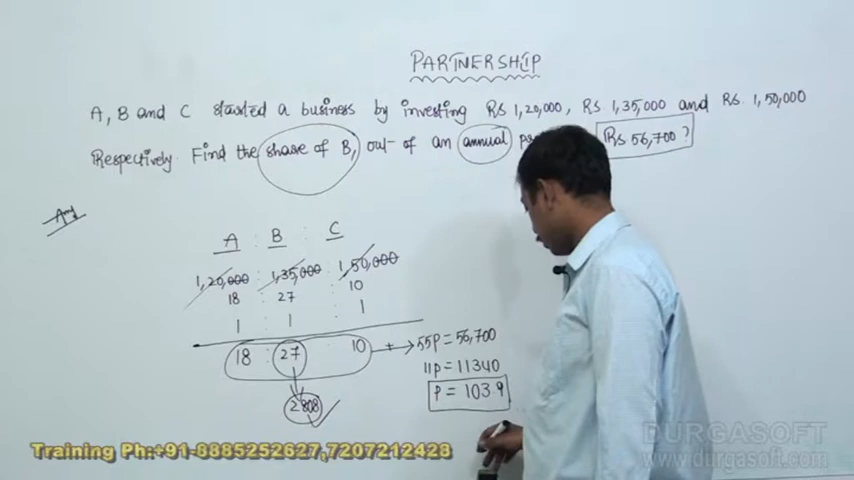 PARTNERSHIP
A, B and C started a business by investing Rs 1,20,000, Rs 1,35,000 and Rs. 1,50,000
Respectively. Find the share of B, out of an annual Rs 56,700 ?
Ans
A : B : C
1,20,000 : 1,35,000 1,50,000
18 : 27 10
1 1 : 1
18 : 27 : 10 + → 55P = 56,700
11P = 11340
P = 103.9
2808
Training Ph:+91-8885252627,7207212428
DURGASOFT
www.durgasoft.com